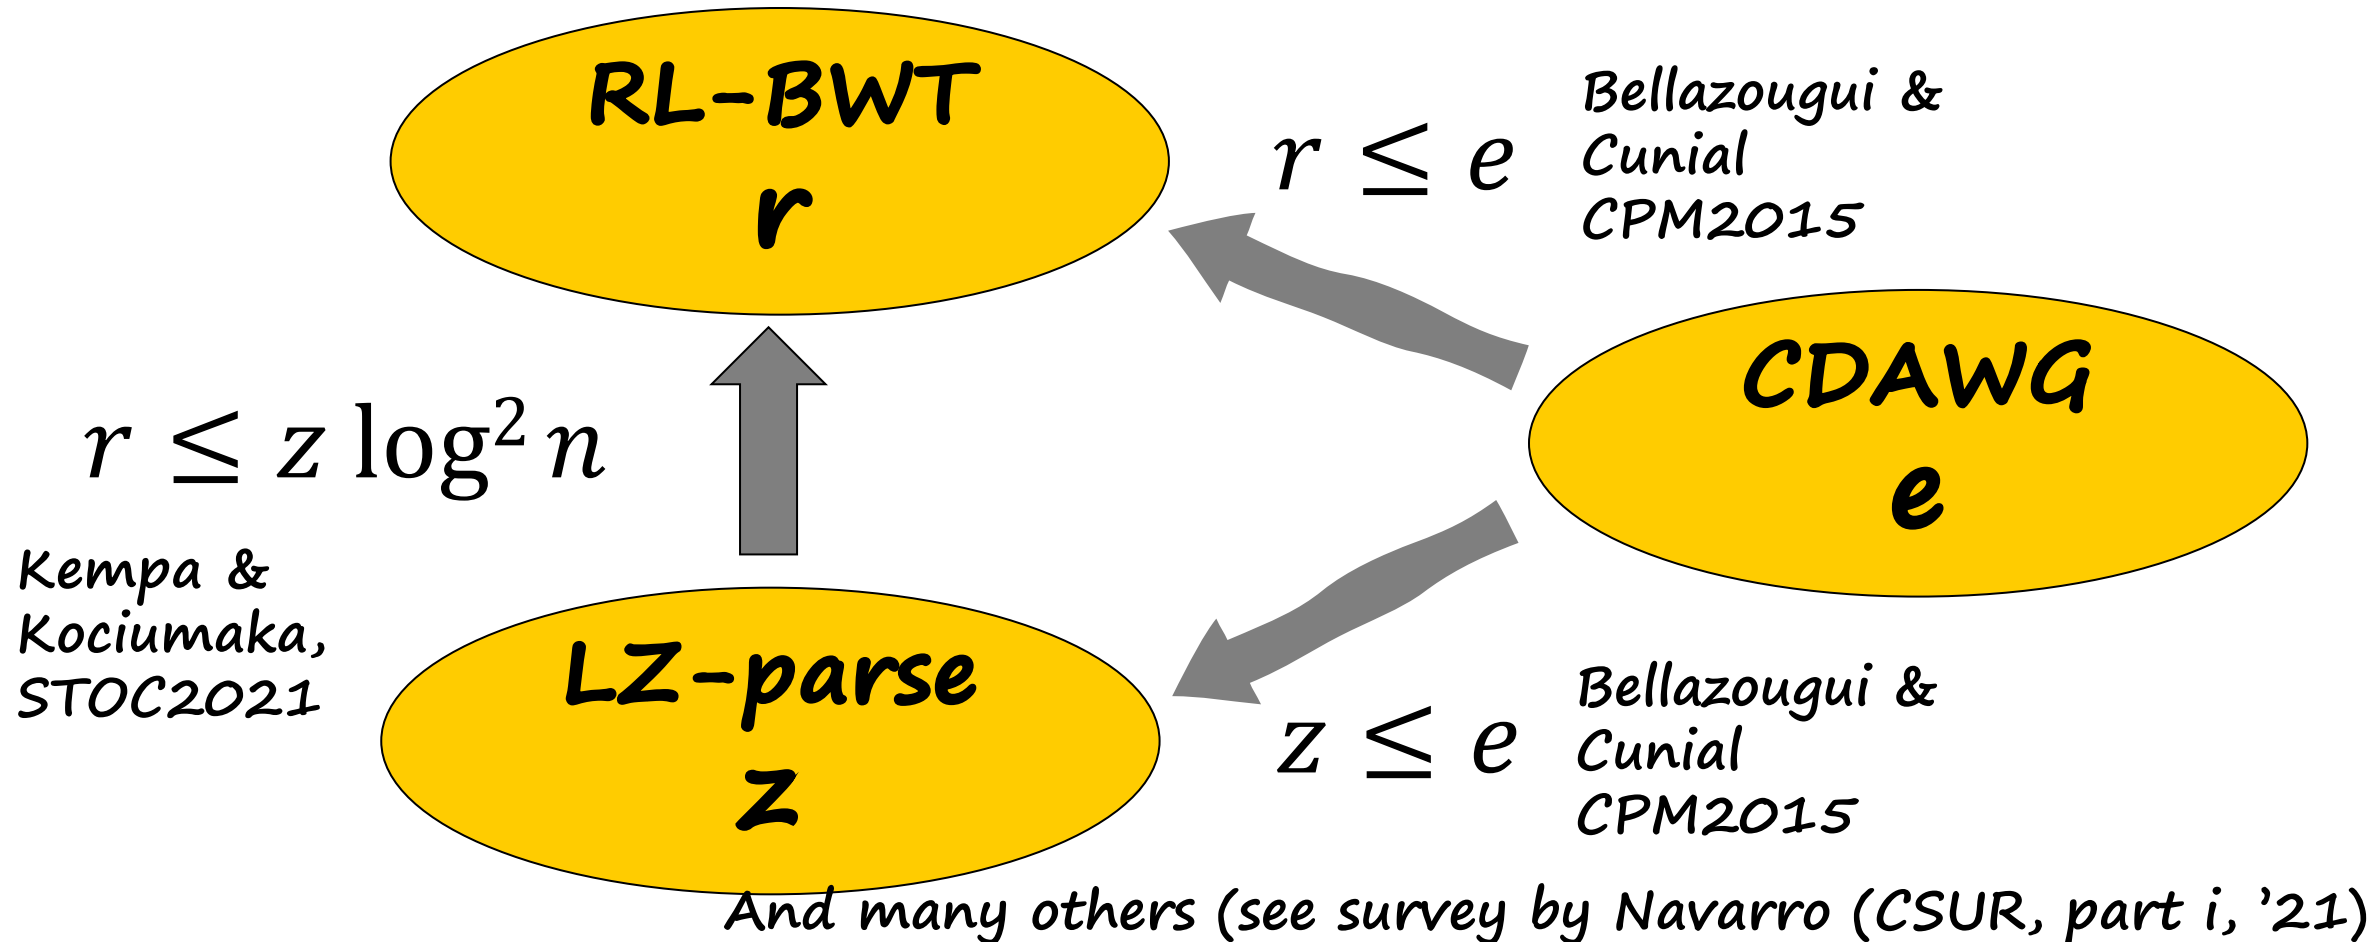 RL-BWT
r
r ≤ e
Bellazougui &
Cunial
CPM2015
CDAWG
e
r ≤ z log² n
Kempa &
Kociumaka,
STOC2021
LZ-parse
z
z ≤ e
Bellazougui &
Cunial
CPM2015
And many others (see survey by Navarro (CSUR, part i, ’21)